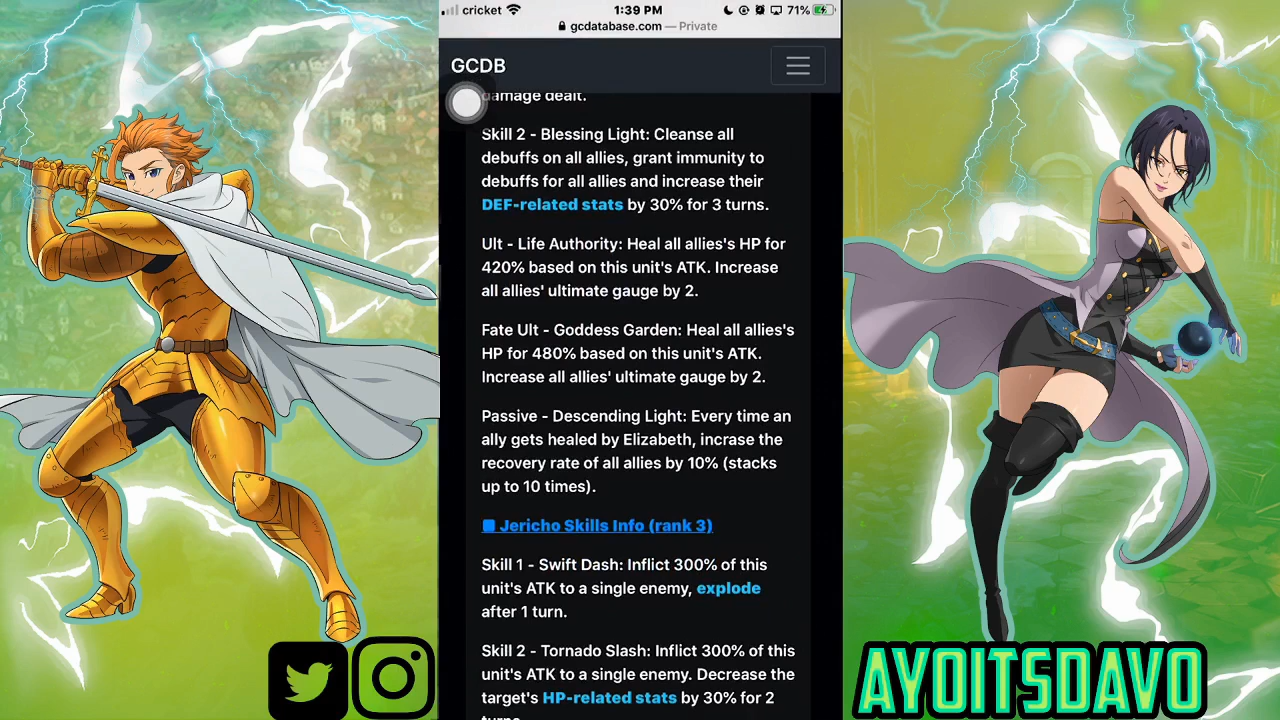 cricket 1:39 PM 71%
gcdatabase.com — Private
GCDB
damage dealt.
Skill 2 - Blessing Light: Cleanse all
debuffs on all allies, grant immunity to
debuffs for all allies and increase their
DEF-related stats by 30% for 3 turns.
Ult - Life Authority: Heal all allies's HP for
420% based on this unit's ATK. Increase
all allies' ultimate gauge by 2.
Fate Ult - Goddess Garden: Heal all allies's
HP for 480% based on this unit's ATK.
Increase all allies' ultimate gauge by 2.
Passive - Descending Light: Every time an
ally gets healed by Elizabeth, incrase the
recovery rate of all allies by 10% (stacks
up to 10 times).
Jericho Skills Info (rank 3)
Skill 1 - Swift Dash: Inflict 300% of this
unit's ATK to a single enemy, explode
after 1 turn.
Skill 2 - Tornado Slash: Inflict 300% of this
unit's ATK to a single enemy. Decrease the
target's HP-related stats by 30% for 2
turns.
AYOITSDAVO